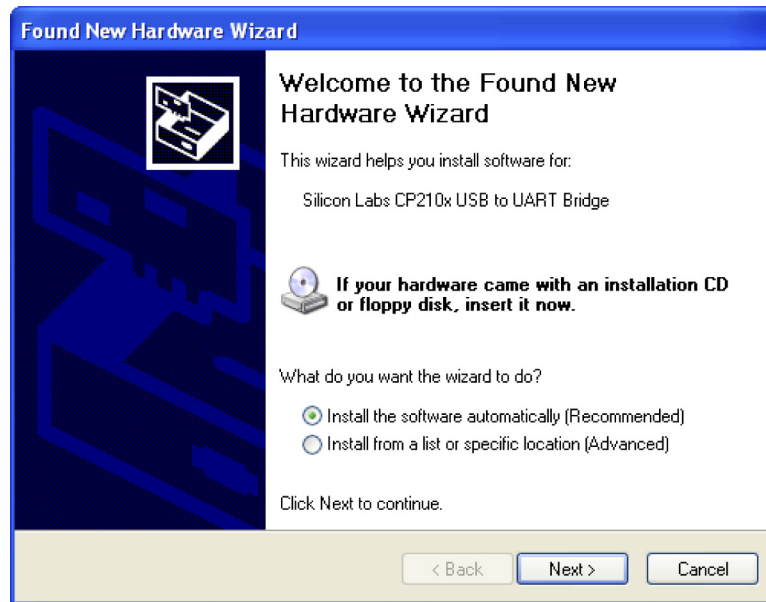 Found New Hardware Wizard
Welcome to the Found New
Hardware Wizard
This wizard helps you install software for:
Silicon Labs CP210x USB to UART Bridge
If your hardware came with an installation CD
or floppy disk, insert it now.
What do you want the wizard to do?
Install the software automatically (Recommended)
Install from a list or specific location (Advanced)
Click Next to continue.
< Back Next > Cancel